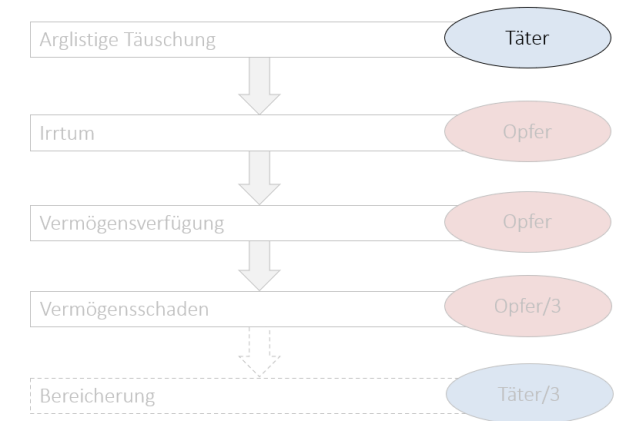 Arglistige Täuschung Täter
Irrtum Opfer
Vermögensverfügung Opfer
Vermögensschaden Opfer/3
Bereicherung Täter/3